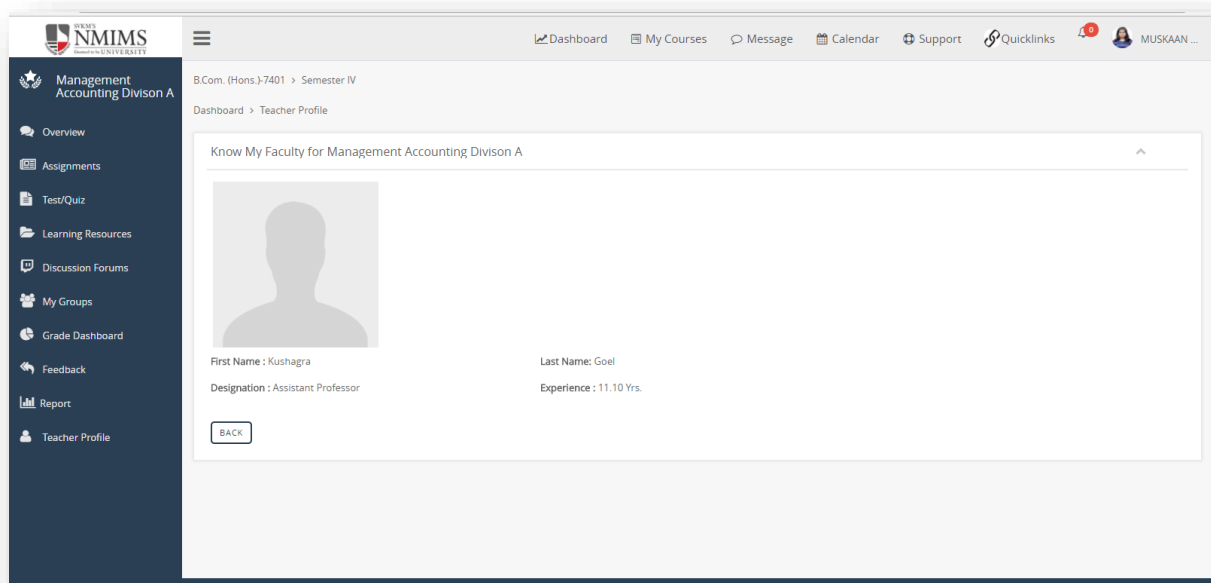 SVKM'S
NMIMS
Deemed to be UNIVERSITY
Dashboard My Courses Message Calendar Support Quicklinks 0 MUSKAAN ...
Management
Accounting Divison A
Overview
Assignments
Test/Quiz
Learning Resources
Discussion Forums
My Groups
Grade Dashboard
Feedback
Report
Teacher Profile
B.Com. (Hons.)-7401 > Semester IV
Dashboard > Teacher Profile
Know My Faculty for Management Accounting Divison A
First Name : Kushagra Last Name: Goel
Designation : Assistant Professor Experience : 11.10 Yrs.
BACK